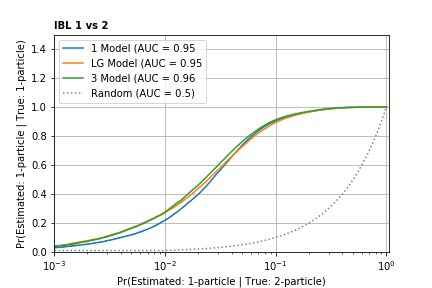 IBL 1 vs 2
Pr(Estimated: 1-particle | True: 1-particle)
1.4
1.2
1.0
0.8
0.6
0.4
0.2
0.0
1 Model (AUC = 0.95
LG Model (AUC = 0.95
3 Model (AUC = 0.96
Random (AUC = 0.5)
10⁻³
10⁻²
10⁻¹
10⁰
Pr(Estimated: 1-particle | True: 2-particle)